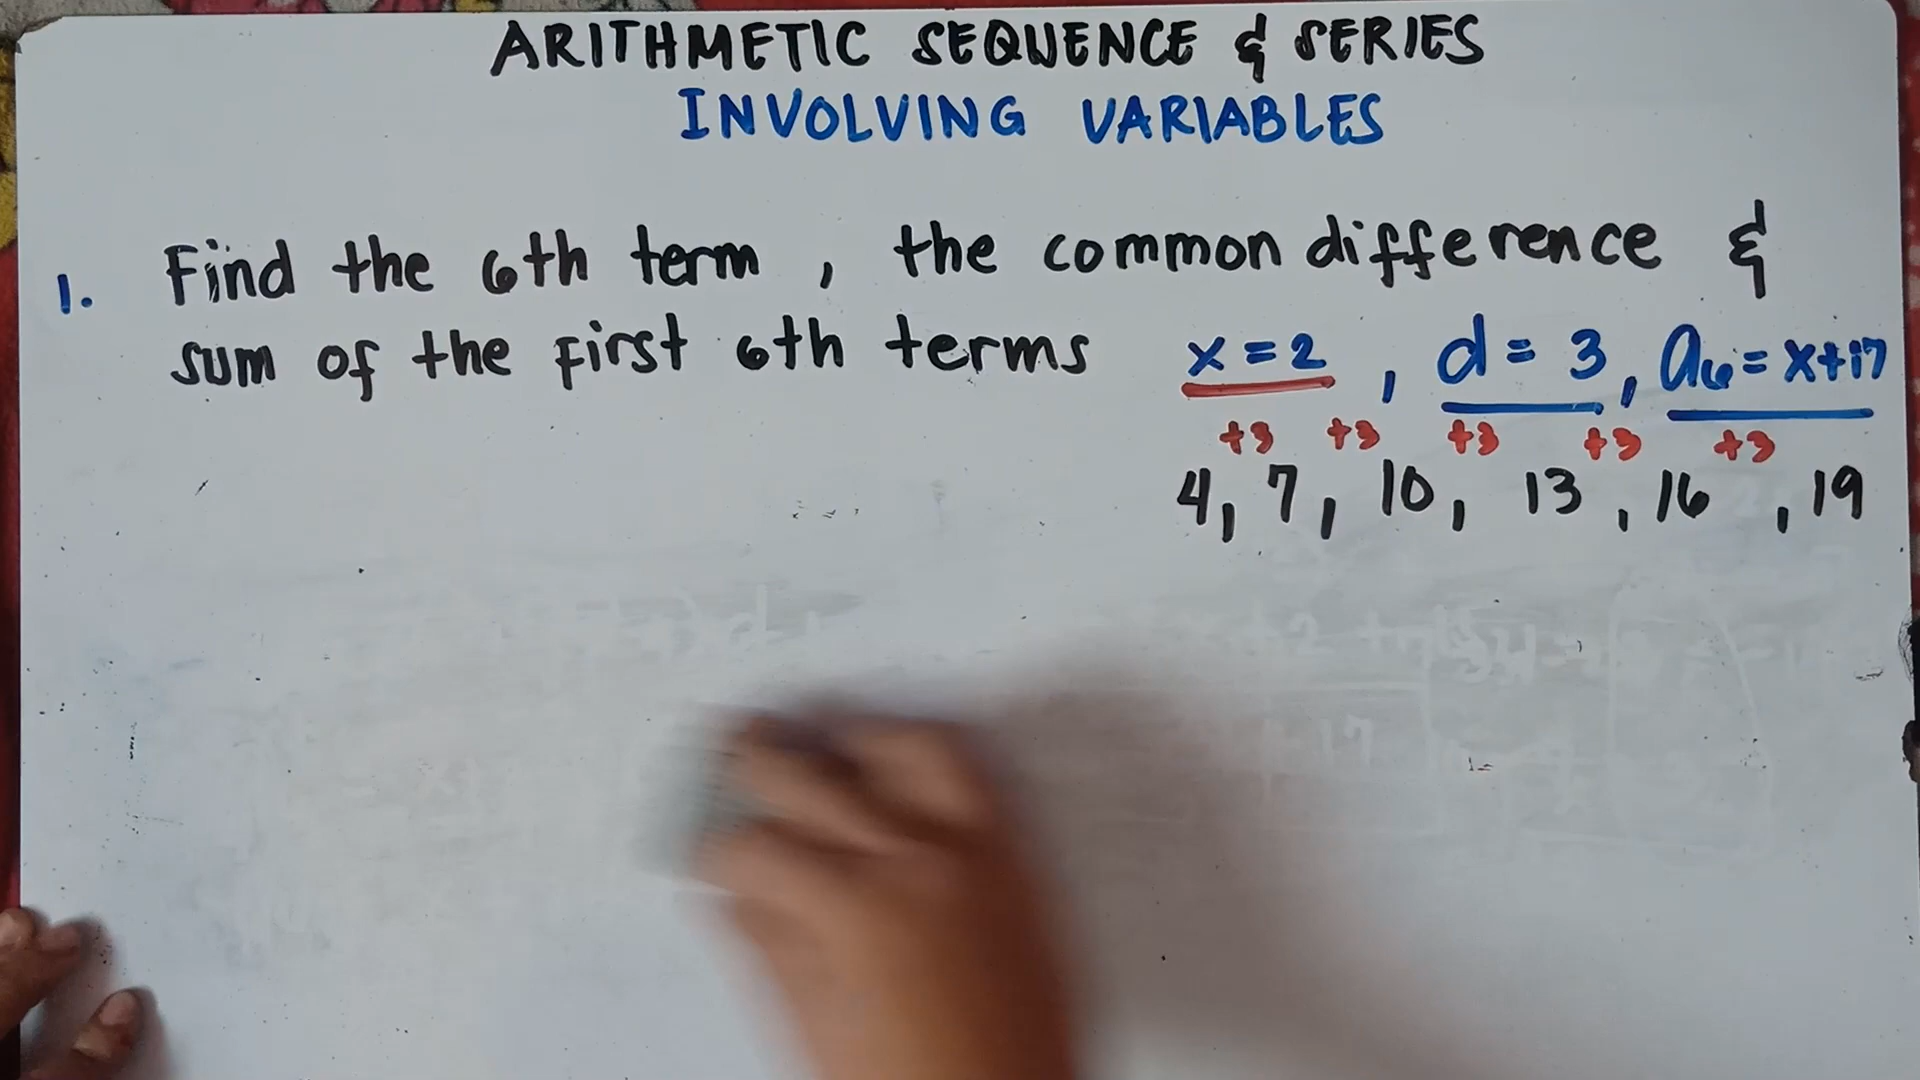 ARITHMETIC SEQUENCE & SERIES
INVOLVING VARIABLES
1. Find the 6th term , the common difference &
sum of the First 6th terms x = 2 , d = 3 , a₆ = x+17
+3 +3 +3 +3 +3
4, 7, 10, 13, 16, 19